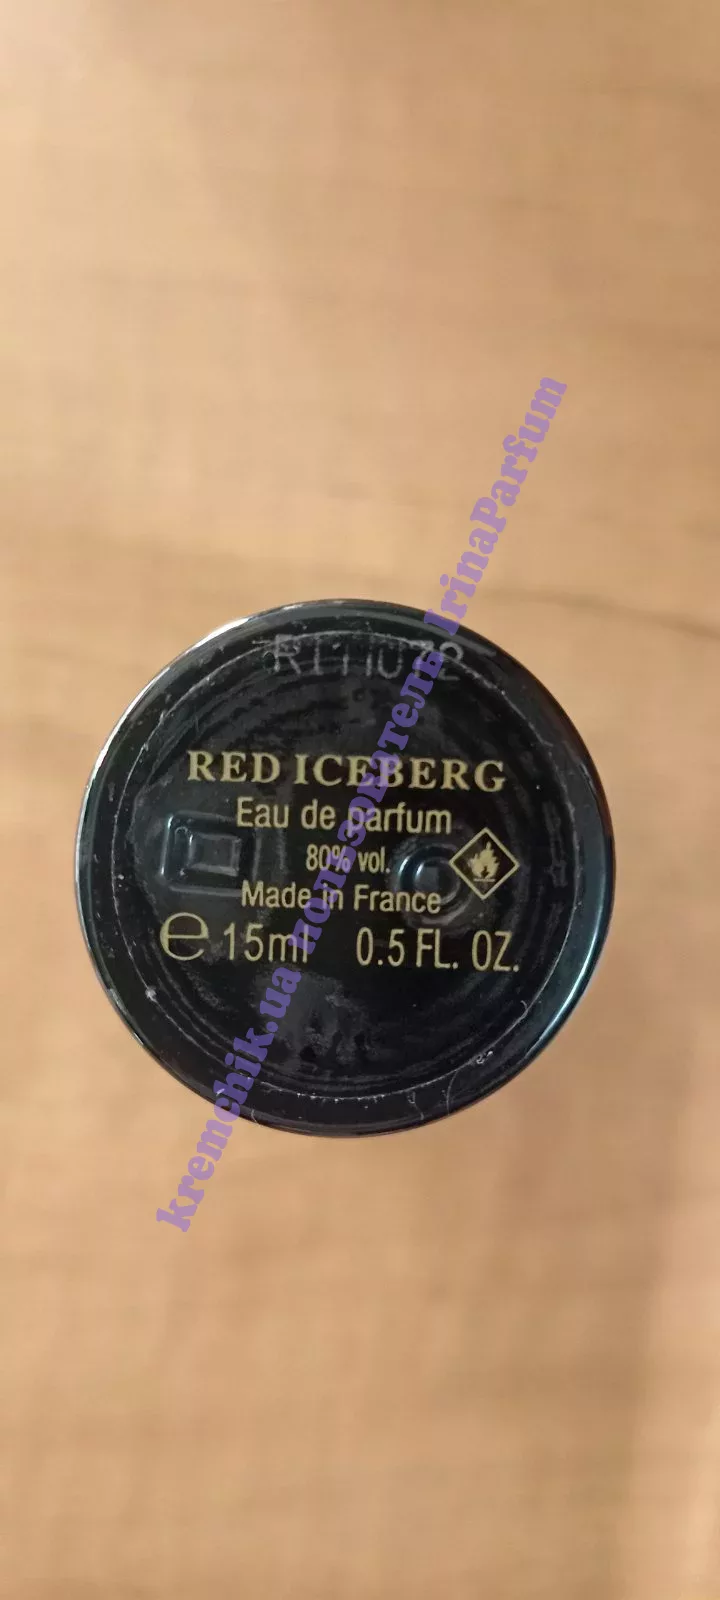 RED ICEBERG
Eau de parfum
80% vol.
Made in France
℮ 15ml 0.5 FL. OZ.
kremchik.ua пользователь IrinaParfum